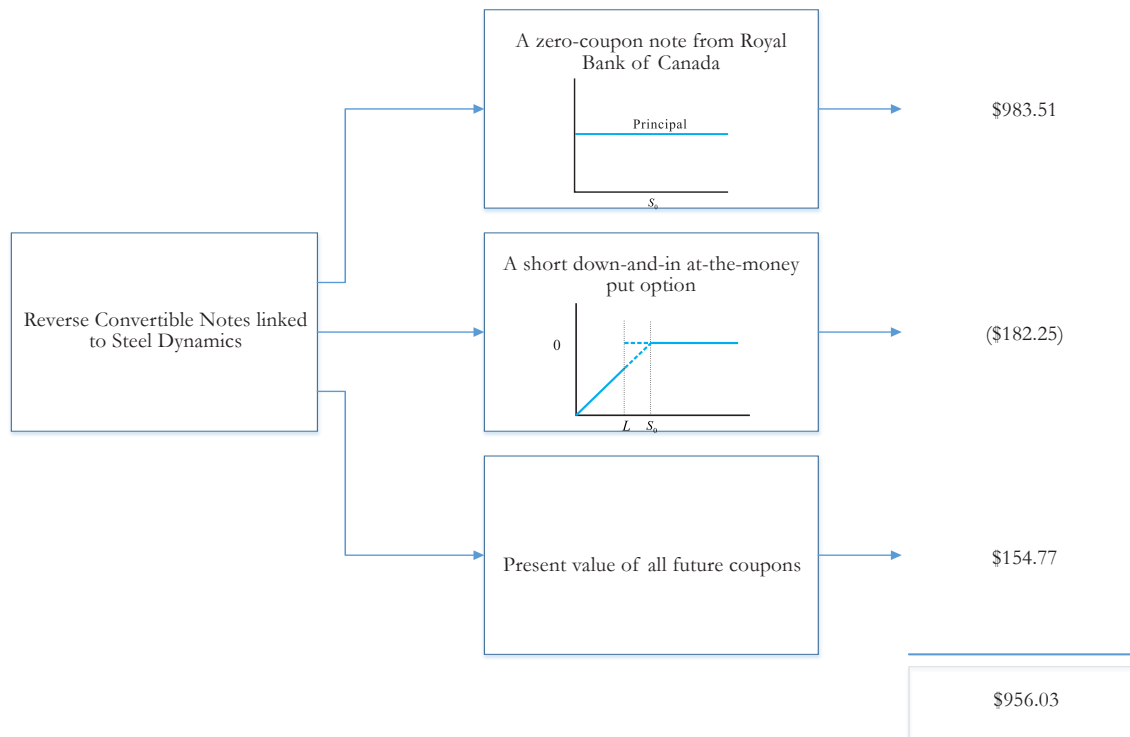 A zero-coupon note from Royal
Bank of Canada
Principal
S₀
$983.51
Reverse Convertible Notes linked
to Steel Dynamics
A short down-and-in at-the-money
put option
0
L S₀
($182.25)
Present value of all future coupons
$154.77
$956.03